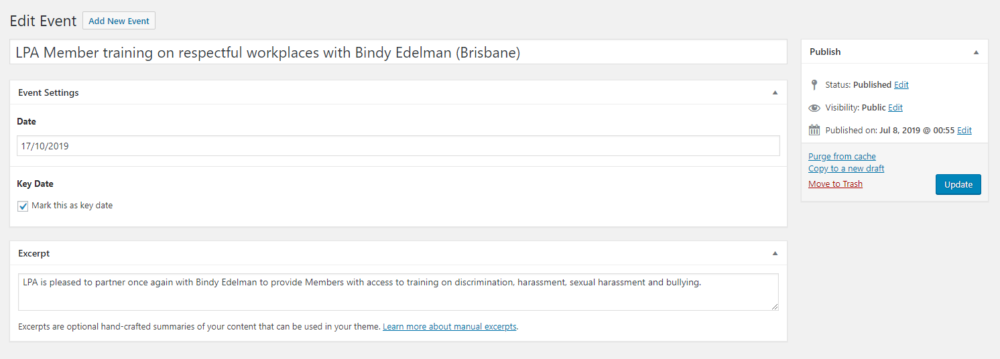 Edit Event Add New Event
LPA Member training on respectful workplaces with Bindy Edelman (Brisbane)
Event Settings
Date
17/10/2019
Key Date
Mark this as key date
Excerpt
LPA is pleased to partner once again with Bindy Edelman to provide Members with access to training on discrimination, harassment, sexual harassment and bullying.
Excerpts are optional hand-crafted summaries of your content that can be used in your theme. Learn more about manual excerpts.
Publish
Status: Published Edit
Visibility: Public Edit
Published on: Jul 8, 2019 @ 00:55 Edit
Purge from cache
Copy to a new draft
Move to Trash Update